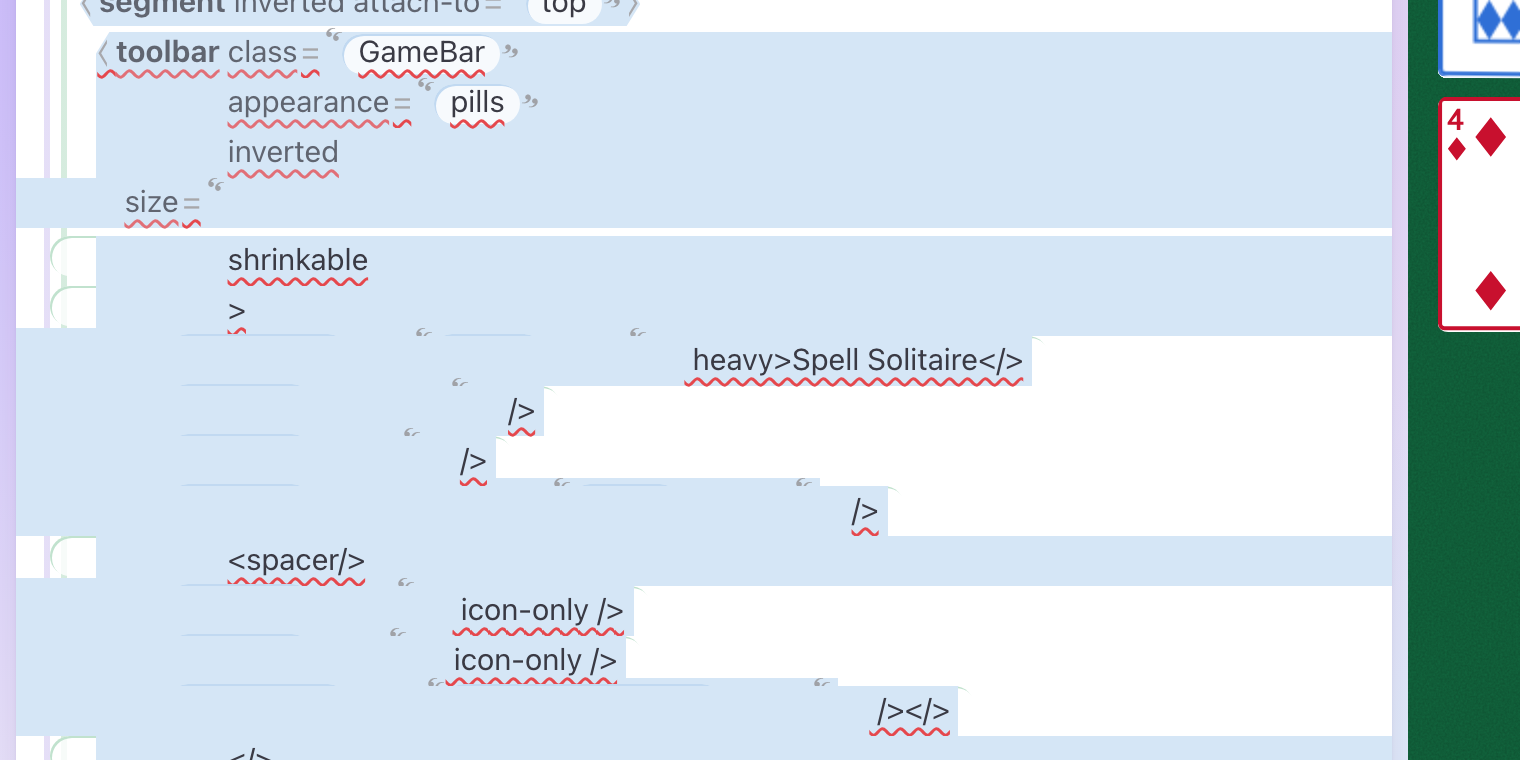 segment inverted attach-to= “top”
⟨ toolbar class= “GameBar”
appearance= “pills”
inverted
size= “
shrinkable
>
heavy>Spell Solitaire</>
/>
/>
/>
<spacer/>
icon-only />
icon-only />
/></>
</>
4